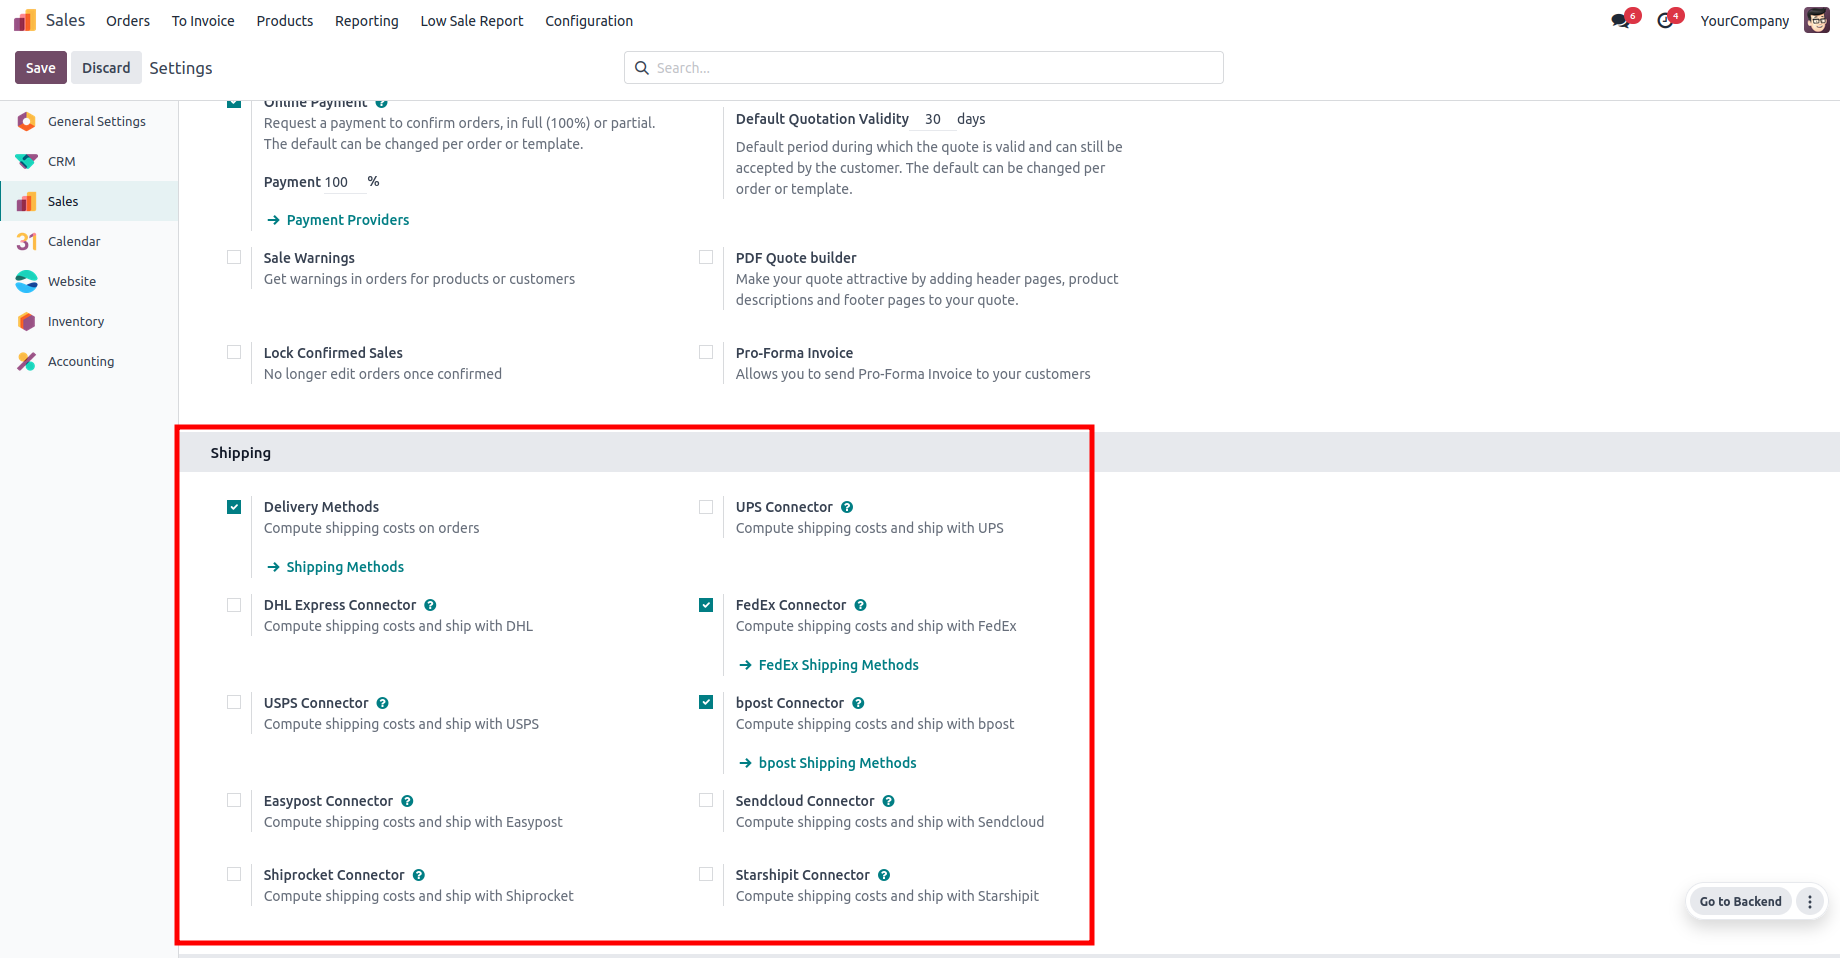 Sales Orders To Invoice Products Reporting Low Sale Report Configuration 6 4 YourCompany
Save Discard Settings Search...
General Settings
CRM
Sales
31 Calendar
Website
Inventory
Accounting
Online Payment ?
Request a payment to confirm orders, in full (100%) or partial.
The default can be changed per order or template.
Payment 100 %
→ Payment Providers
Default Quotation Validity 30 days
Default period during which the quote is valid and can still be
accepted by the customer. The default can be changed per
order or template.
Sale Warnings
Get warnings in orders for products or customers
PDF Quote builder
Make your quote attractive by adding header pages, product
descriptions and footer pages to your quote.
Lock Confirmed Sales
No longer edit orders once confirmed
Pro-Forma Invoice
Allows you to send Pro-Forma Invoice to your customers
Shipping
Delivery Methods
Compute shipping costs on orders
→ Shipping Methods
UPS Connector ?
Compute shipping costs and ship with UPS
DHL Express Connector ?
Compute shipping costs and ship with DHL
FedEx Connector ?
Compute shipping costs and ship with FedEx
→ FedEx Shipping Methods
USPS Connector ?
Compute shipping costs and ship with USPS
bpost Connector ?
Compute shipping costs and ship with bpost
→ bpost Shipping Methods
Easypost Connector ?
Compute shipping costs and ship with Easypost
Sendcloud Connector ?
Compute shipping costs and ship with Sendcloud
Shiprocket Connector ?
Compute shipping costs and ship with Shiprocket
Starshipit Connector ?
Compute shipping costs and ship with Starshipit
Go to Backend